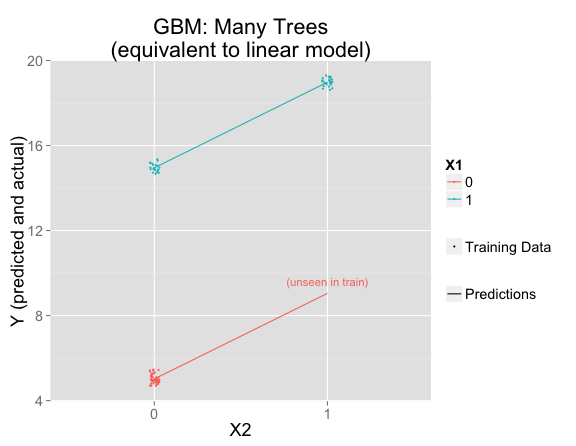 GBM: Many Trees
(equivalent to linear model)
20
16
12
8
4
Y (predicted and actual)
(unseen in train)
0
1
X2
X1
0
1
Training Data
Predictions